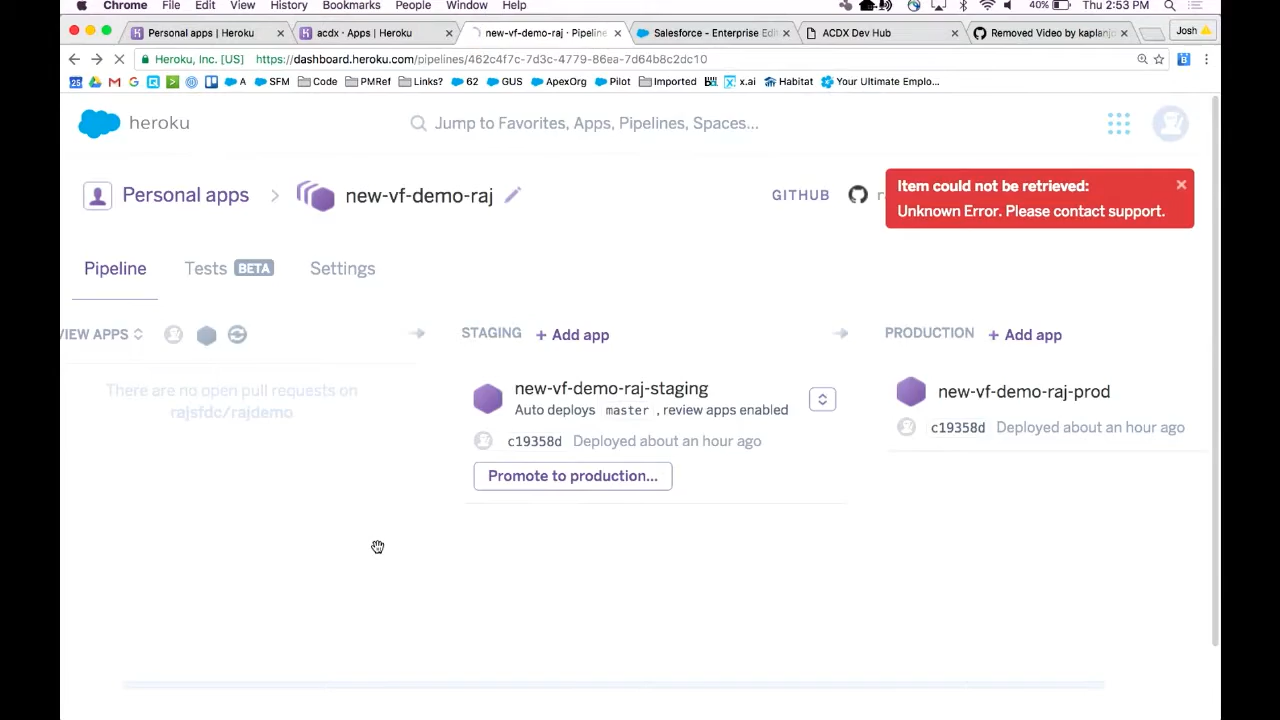 Chrome File Edit View History Bookmarks People Window Help 40% Thu 2:53 PM
Personal apps | Heroku acdx · Apps | Heroku new-vf-demo-raj · Pipeline Salesforce - Enterprise Edit ACDX Dev Hub Removed Video by kaplanj Josh
Heroku, Inc. [US] https://dashboard.heroku.com/pipelines/462c4f7c-7d3c-4779-86ea-7d64b8c2dc10
25 A SFM Code PMRef Links? 62 GUS ApexOrg Pilot Imported x.ai Habitat Your Ultimate Emplo...
heroku Jump to Favorites, Apps, Pipelines, Spaces...
Personal apps > new-vf-demo-raj GITHUB
Item could not be retrieved:
Unknown Error. Please contact support.
Pipeline Tests BETA Settings
VIEW APPS STAGING + Add app PRODUCTION + Add app
There are no open pull requests on
rajsfdc/rajdemo
new-vf-demo-raj-staging
Auto deploys master , review apps enabled
c19358d Deployed about an hour ago
Promote to production...
new-vf-demo-raj-prod
c19358d Deployed about an hour ago